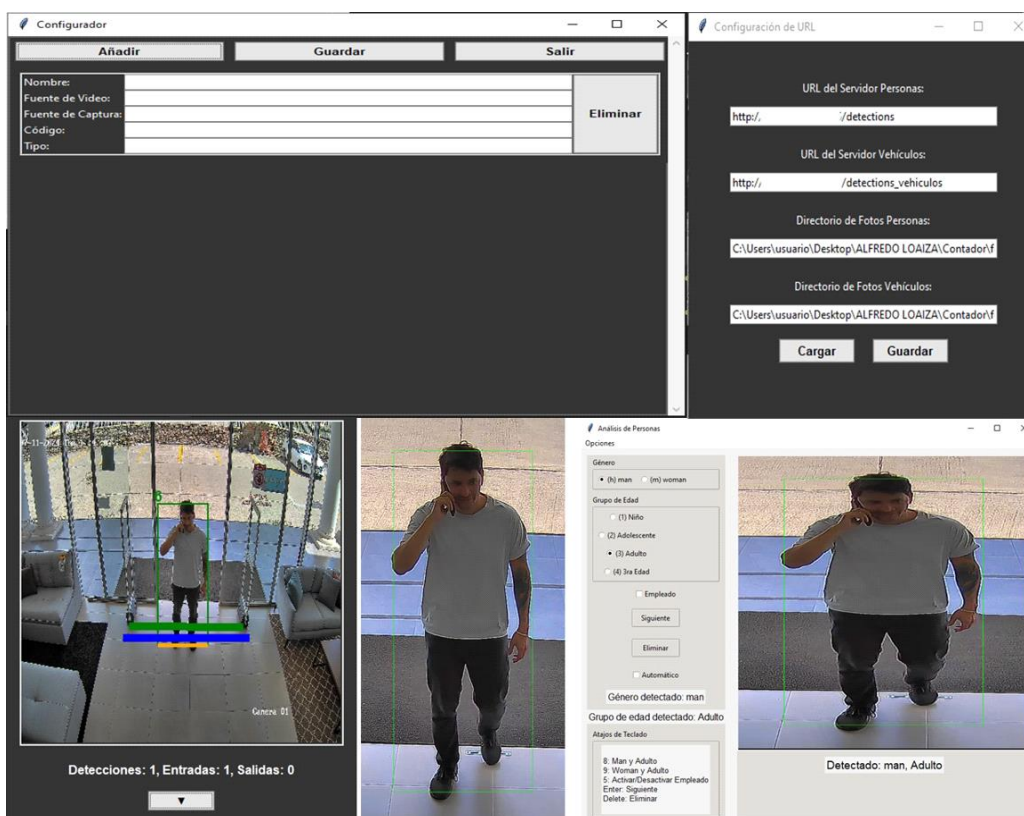 Configurador
Añadir
Guardar
Salir
Nombre:
Fuente de Video:
Fuente de Captura:
Código:
Tipo:
Eliminar
Configuración de URL
URL del Servidor Personas:
http:/ /detections
URL del Servidor Vehículos:
http:/ /detections_vehiculos
Directorio de Fotos Personas:
C:\Users\usuario\Desktop\ALFREDO LOAIZA\Contador\f
Directorio de Fotos Vehículos:
C:\Users\usuario\Desktop\ALFREDO LOAIZA\Contador\f
Cargar
Guardar
Camera 01
Detecciones: 1, Entradas: 1, Salidas: 0
▼
Análisis de Personas
Opciones
Género
(h) man
(m) woman
Grupo de Edad
(1) Niño
(2) Adolescente
(3) Adulto
(4) 3ra Edad
Empleado
Siguiente
Eliminar
Automático
Género detectado: man
Grupo de edad detectado: Adulto
Atajos de Teclado
8: Man y Adulto
9: Woman y Adulto
5: Activar/Desactivar Empleado
Enter: Siguiente
Delete: Eliminar
Detectado: man, Adulto